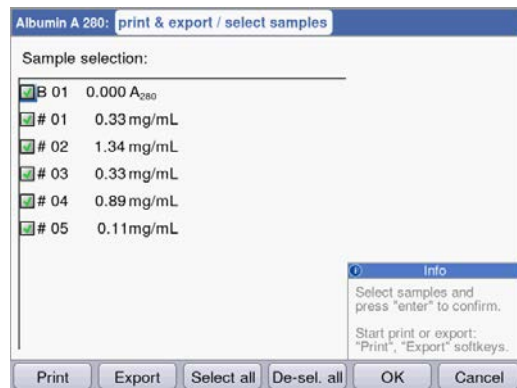 Albumin A 280: print & export / select samples
Sample selection:
B 01 0.000 A280
# 01 0.33 mg/mL
# 02 1.34 mg/mL
# 03 0.33 mg/mL
# 04 0.89 mg/mL
# 05 0.11mg/mL
Info
Select samples and
press "enter" to confirm.
Start print or export:
"Print", "Export" softkeys.
Print Export Select all De-sel. all OK Cancel